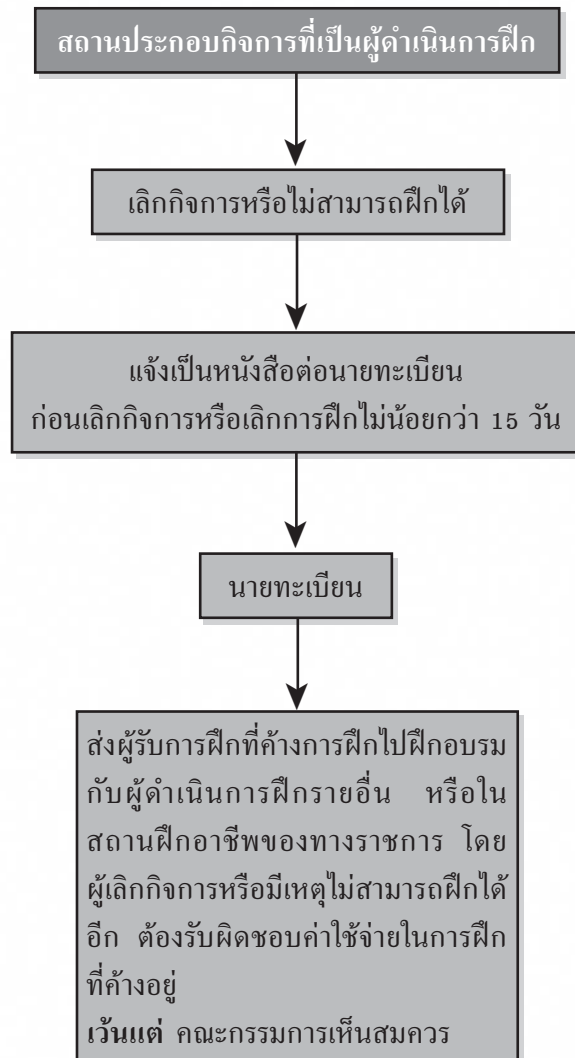 สถานประกอบกิจการที่เป็นผู้ดำเนินการฝึก
เลิกกิจการหรือไม่สามารถฝึกได้
แจ้งเป็นหนังสือต่อนายทะเบียน
ก่อนเลิกกิจการหรือเลิกการฝึกไม่น้อยกว่า 15 วัน
นายทะเบียน
ส่งผู้รับการฝึกที่ค้างการฝึกไปฝึกอบรม
กับผู้ดำเนินการฝึกรายอื่น หรือใน
สถานฝึกอาชีพของทางราชการ โดย
ผู้เลิกกิจการหรือมีเหตุไม่สามารถฝึกได้
อีก ต้องรับผิดชอบค่าใช้จ่ายในการฝึก
ที่ค้างอยู่
เว้นแต่ คณะกรรมการเห็นสมควร